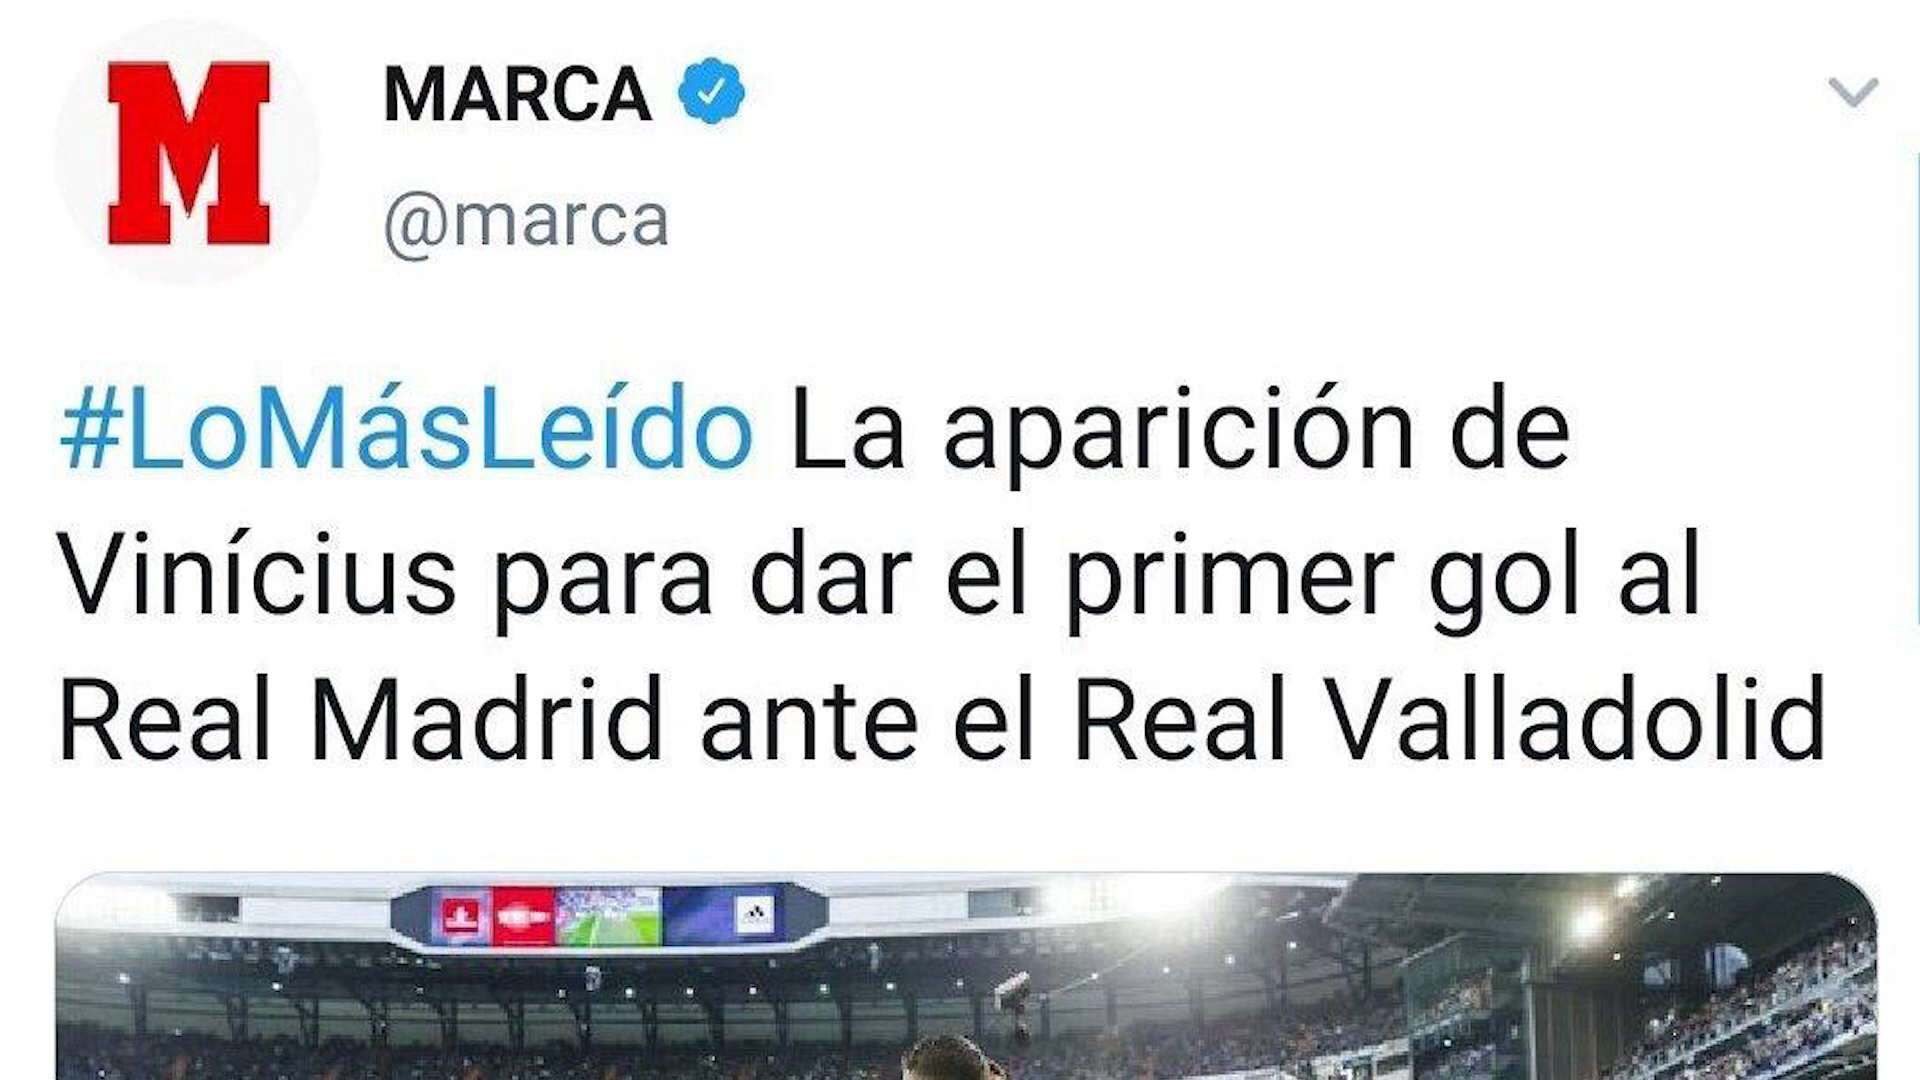 M
MARCA
@marca
#LoMásLeído La aparición de
Vinícius para dar el primer gol al
Real Madrid ante el Real Valladolid